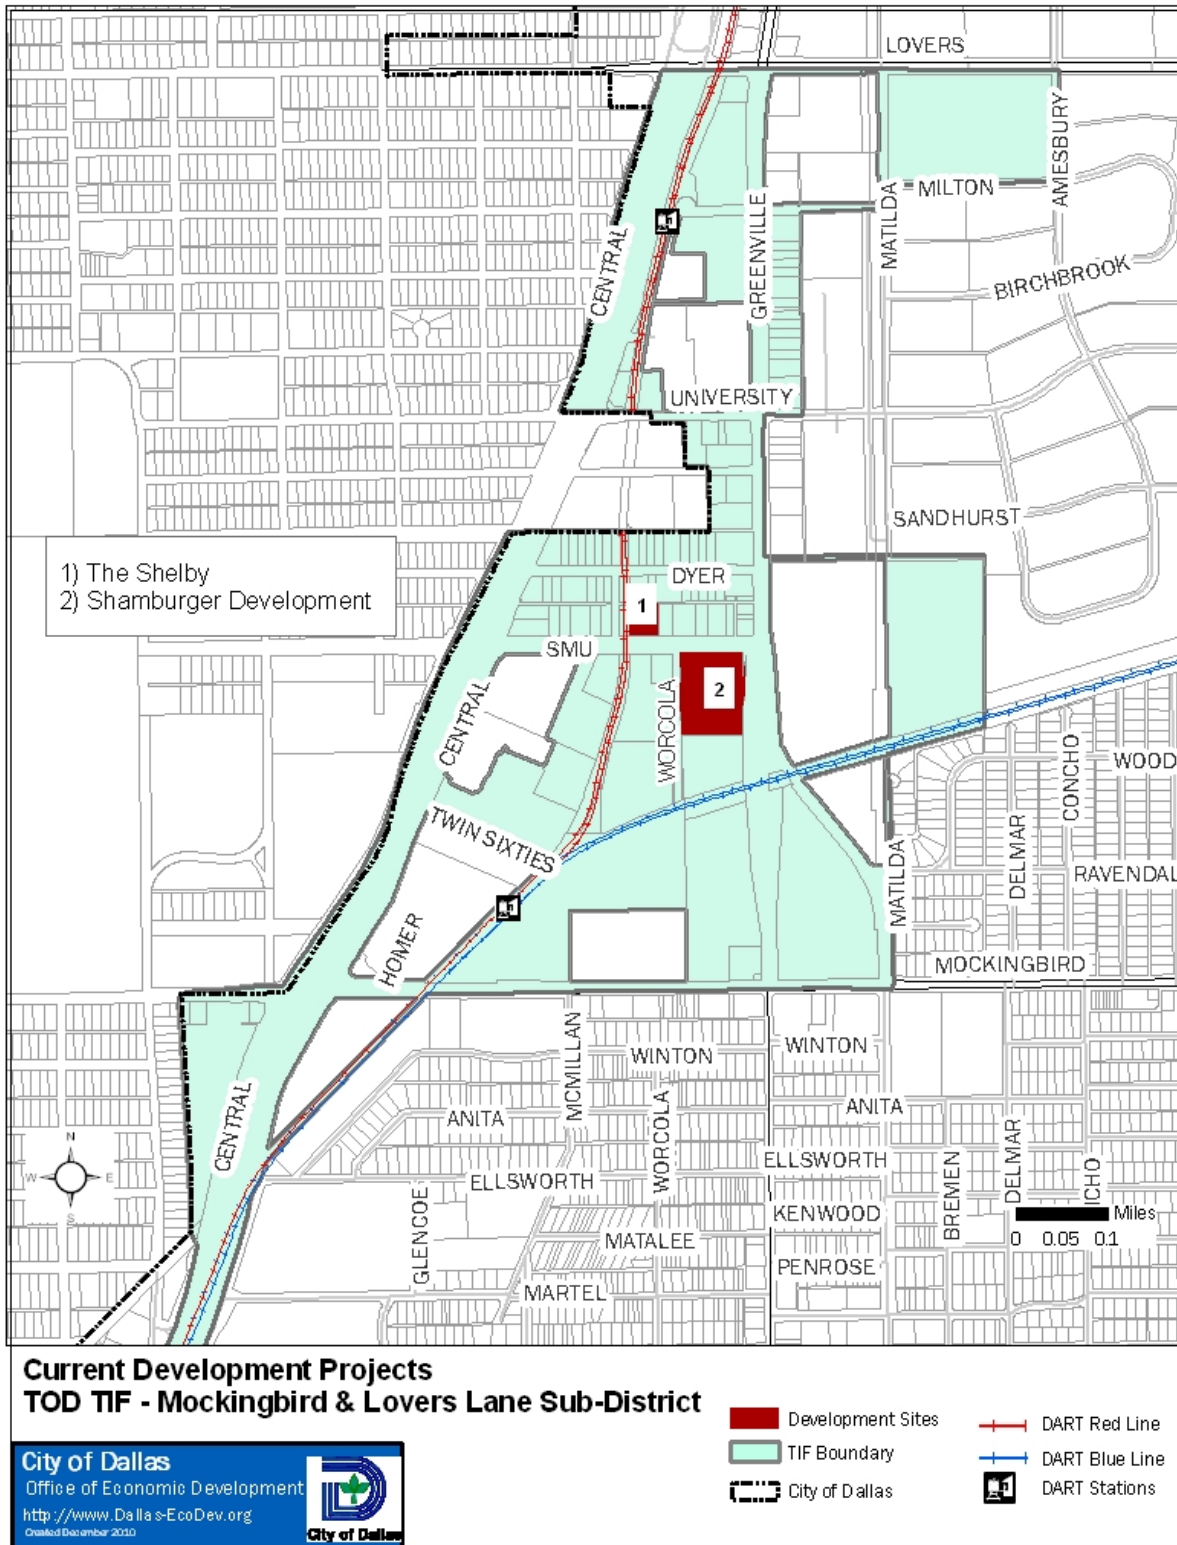 LOVERS
AMESBURY
MILTON
MATILDA
GREENVILLE
CENTRAL
BIRCHBROOK
UNIVERSITY
SANDHURST
1) The Shelby
2) Shamburger Development
DYER
1
SMU
2
CENTRAL
WORCOLA
CONCHO
WOOD
TWIN SIXTIES
DELMAR
RAVENDAL
MATILDA
HOMER
MOCKINGBIRD
MCMILLAN
WINTON
WINTON
CENTRAL
ANITA
WORCOLA
ANITA
DELMAR
ELLSWORTH
ELLSWORTH
BREMEN
ICHO
N
W
E
S
GLENCOE
KENWOOD
Miles
0 0.05 0.1
MATALEE
PENROSE
MARTEL
Current Development Projects
TOD TIF - Mockingbird & Lovers Lane Sub-District
Development Sites
TIF Boundary
City of Dallas
DART Red Line
DART Blue Line
DART Stations
City of Dallas
Office of Economic Development
http://www.Dallas-EcoDev.org
Created December 2010
City of Dallas